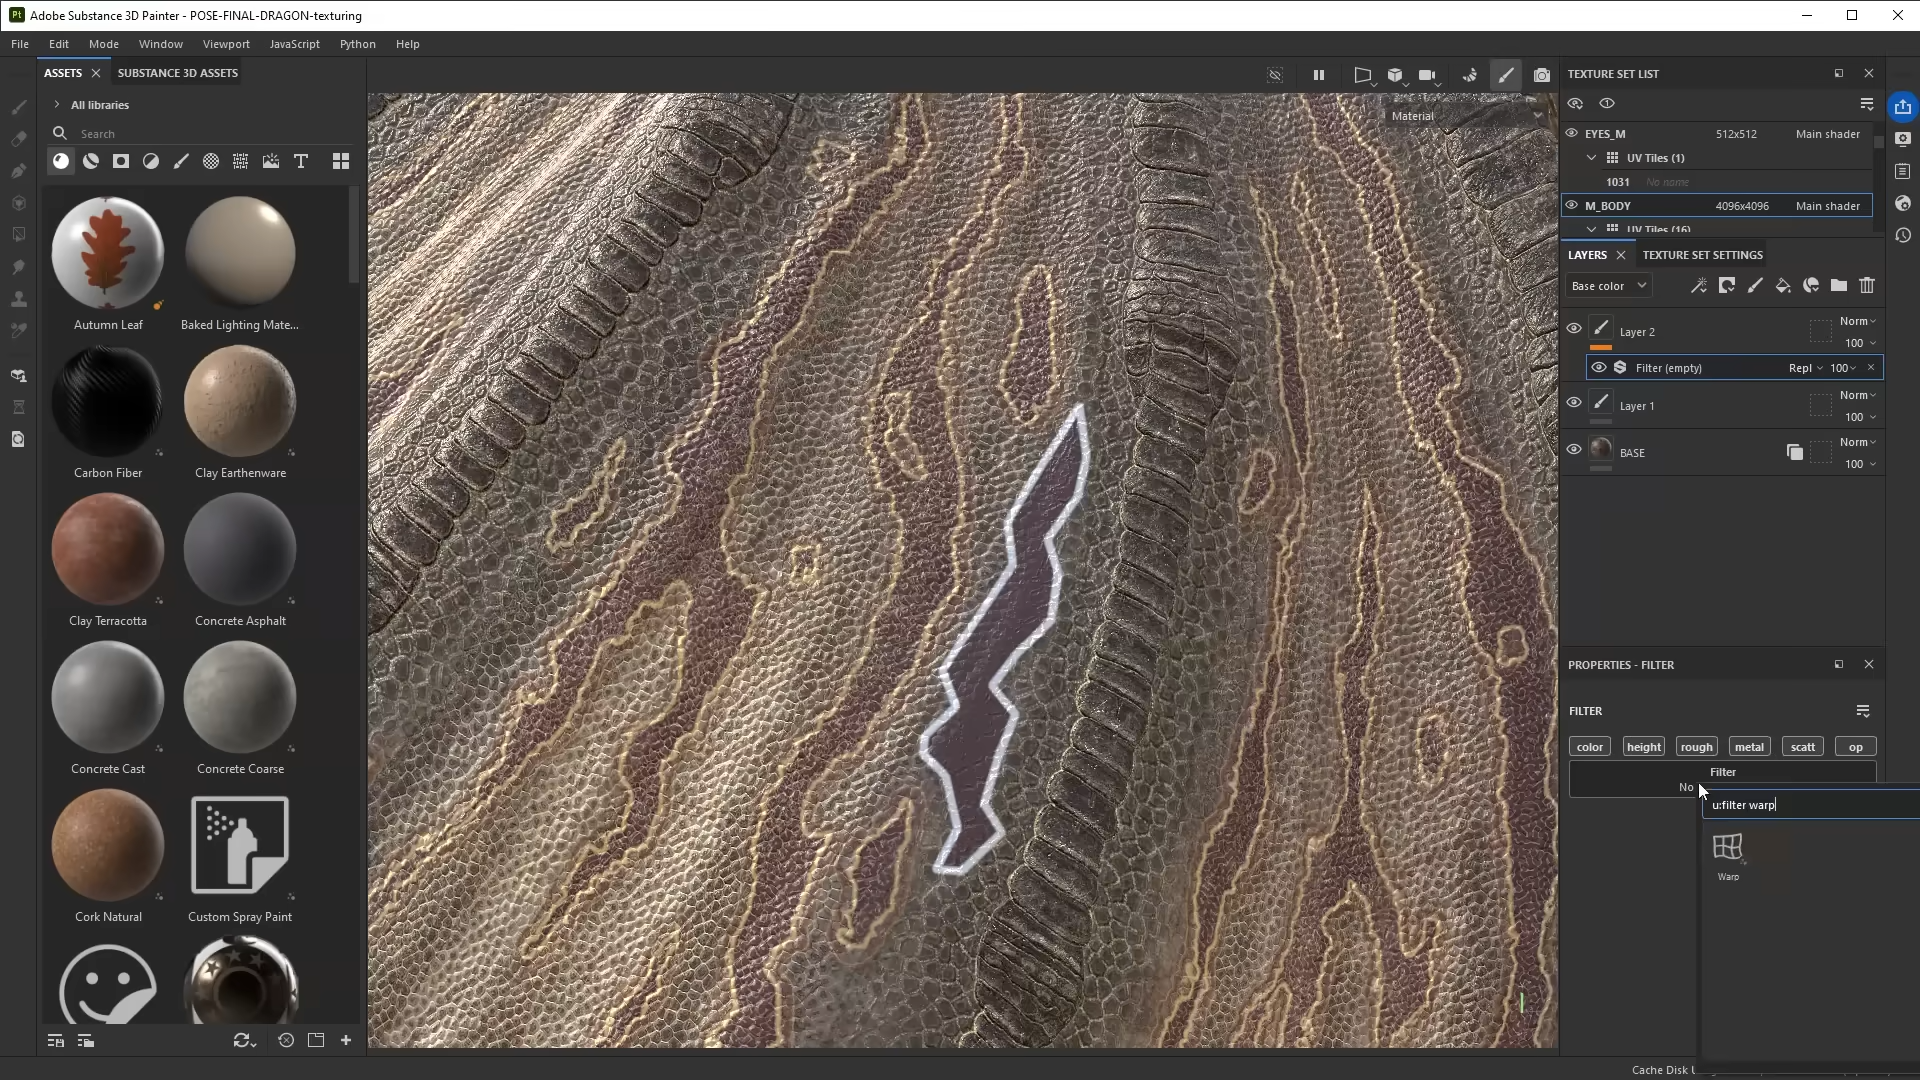 Pt Adobe Substance 3D Painter - POSE-FINAL-DRAGON-texturing
File Edit Mode Window Viewport JavaScript Python Help
ASSETS
SUBSTANCE 3D ASSETS
All libraries
Search
Autumn Leaf
Baked Lighting Mate...
Carbon Fiber
Clay Earthenware
Clay Terracotta
Concrete Asphalt
Concrete Cast
Concrete Coarse
Cork Natural
Custom Spray Paint
Material
TEXTURE SET LIST
EYES_M 512x512 Main shader
UV Tiles (1)
1031 No name
M_BODY 4096x4096 Main shader
UV Tiles (16)
LAYERS
TEXTURE SET SETTINGS
Base color
Layer 2 Norm
100
Filter (empty) Repl 100
Layer 1 Norm
100
BASE Norm
100
PROPERTIES - FILTER
FILTER
color height rough metal scatt op
Filter
No
u:filter warp
Warp
Cache Disk